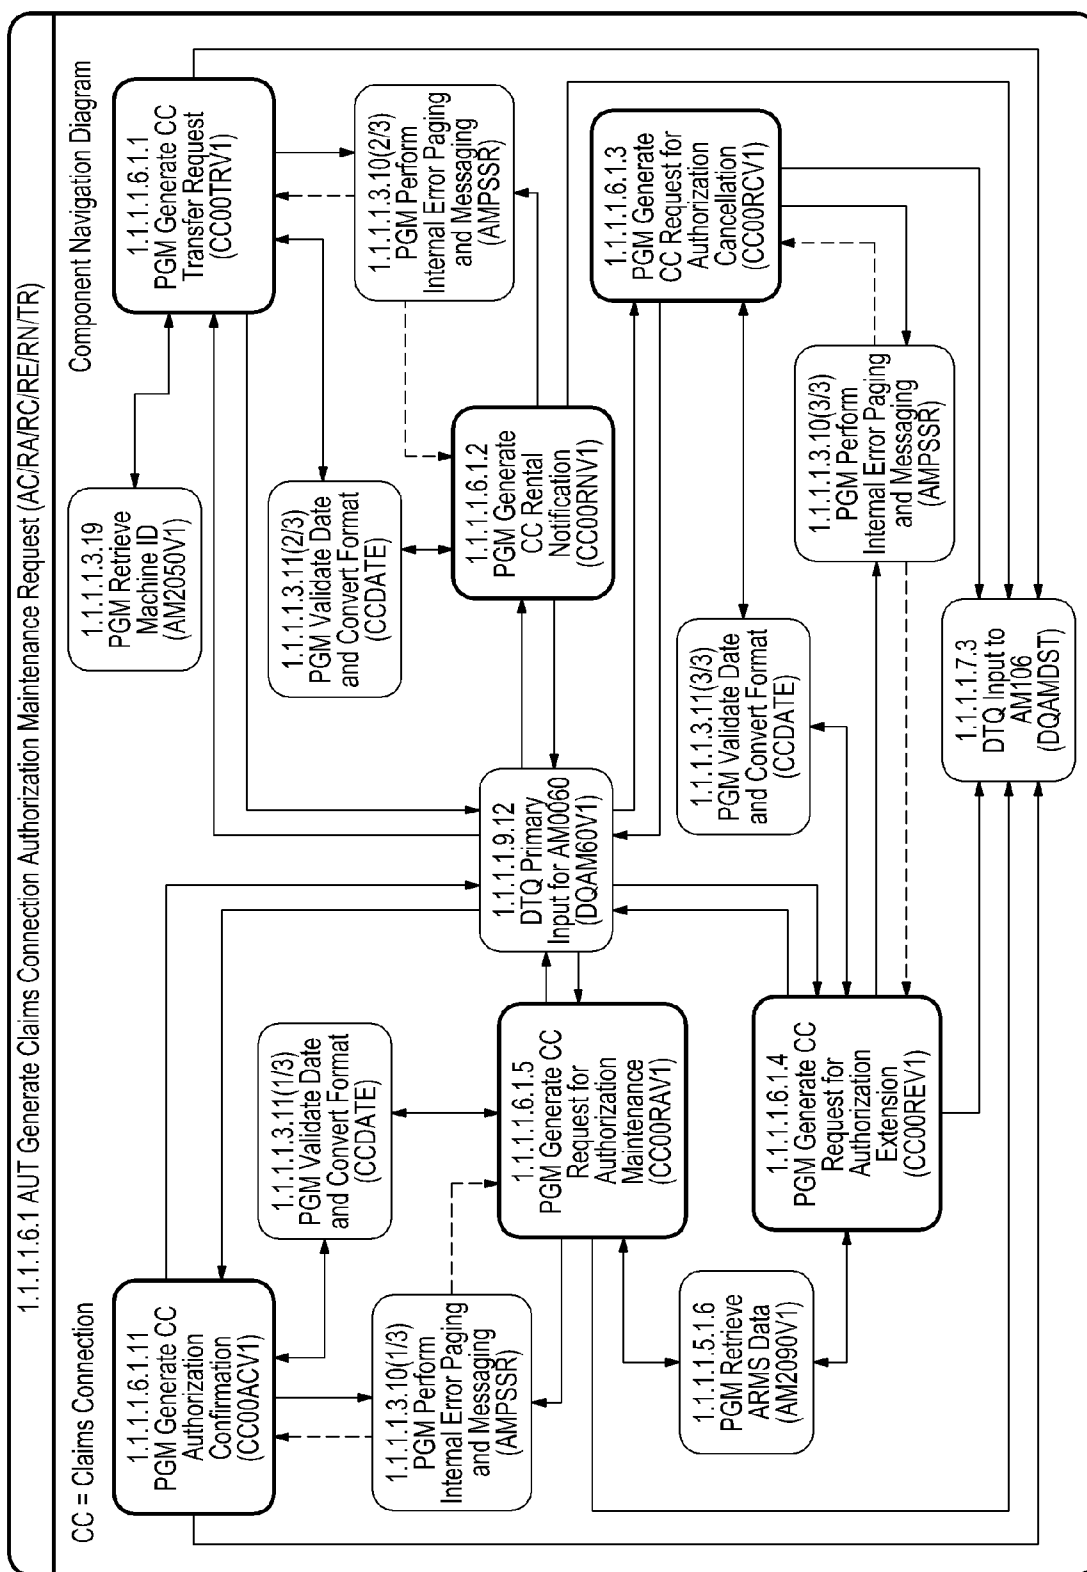 1.1.1.1.6.1 AUT Generate Claims Connection Authorization Maintenance Request (AC/RA/RC/RE/RN/TR)
CC = Claims Connection
Component Navigation Diagram
1.1.1.1.6.1.11
PGM Generate CC
Authorization
Confirmation
(CC00ACV1)
1.1.1.1.3.19
PGM Retrieve
Machine ID
(AM2050V1)
1.1.1.1.6.1.1
PGM Generate CC
Transfer Request
(CC00TRV1)
1.1.1.1.3.11(1/3)
PGM Validate Date
and Convert Format
(CCDATE)
1.1.1.1.3.11(2/3)
PGM Validate Date
and Convert Format
(CCDATE)
1.1.1.1.3.10(1/3)
PGM Perform
Internal Error Paging
and Messaging
(AMPSSR)
1.1.1.1.3.10(2/3)
PGM Perform
Internal Error Paging
and Messaging
(AMPSSR)
1.1.1.1.6.1.5
PGM Generate CC
Request for
Authorization
Maintenance
(CC00RAV1)
1.1.1.1.9.12
DTQ Primary
Input for AM0060
(DQAM60V1)
1.1.1.1.6.1.2
PGM Generate
CC Rental
Notification
(CC00RNV1)
1.1.1.1.6.1.3
PGM Generate
CC Request for
Authorization
Cancellation
(CC00RCV1)
1.1.1.1.5.1.6
PGM Retrieve
ARMS Data
(AM2090V1)
1.1.1.1.3.11(3/3)
PGM Validate Date
and Convert Format
(CCDATE)
1.1.1.1.6.1.4
PGM Generate CC
Request for
Authorization
Extension
(CC00REV1)
1.1.1.1.3.10(3/3)
PGM Perform
Internal Error Paging
and Messaging
(AMPSSR)
1.1.1.1.7.3
DTQ Input to
AM106
(DQAMDST)